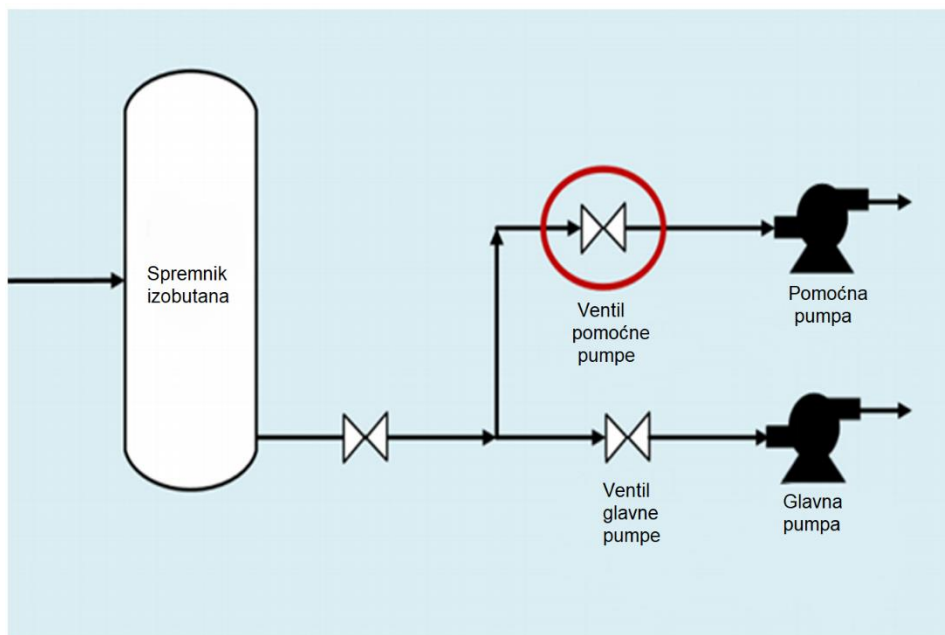 Spremnik
izobutana
Ventil
pomoćne
pumpe
Pomoćna
pumpa
Ventil
glavne
pumpe
Glavna
pumpa